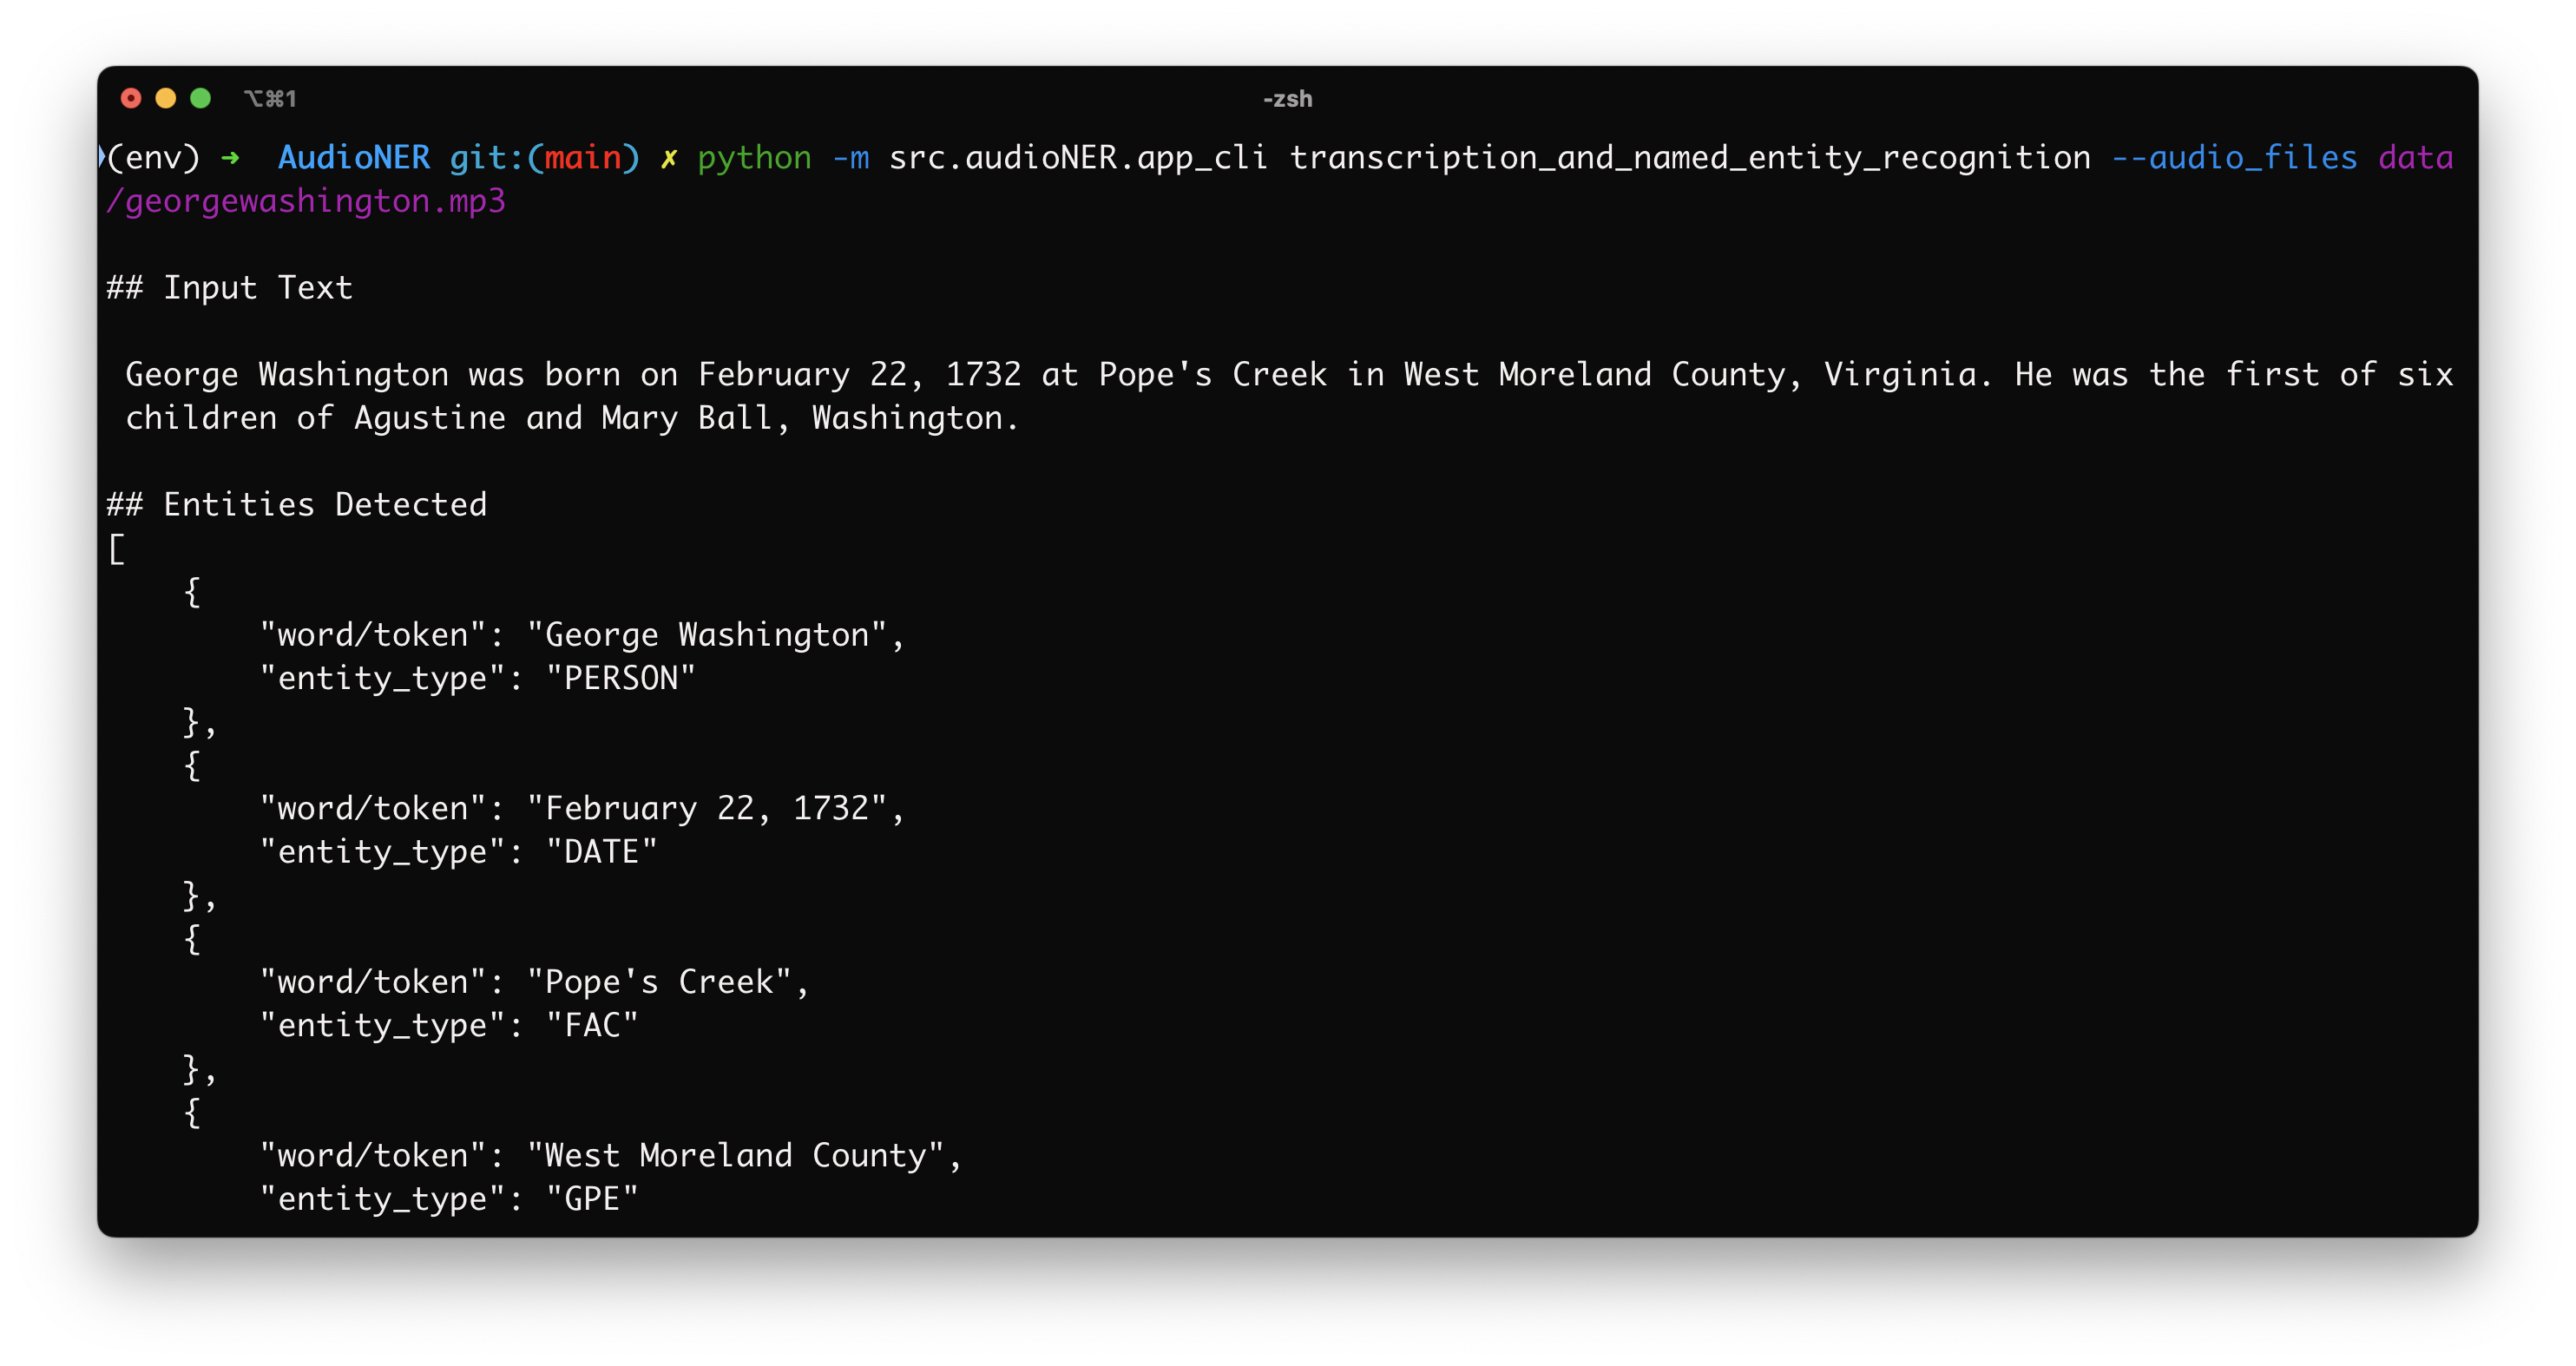 ⌥⌘1
-zsh
(env) ➜  AudioNER git:(main) ✗ python -m src.audioNER.app_cli transcription_and_named_entity_recognition --audio_files data
/georgewashington.mp3
## Input Text
George Washington was born on February 22, 1732 at Pope's Creek in West Moreland County, Virginia. He was the first of six
children of Agustine and Mary Ball, Washington.
## Entities Detected
[
    {
        "word/token": "George Washington",
        "entity_type": "PERSON"
    },
    {
        "word/token": "February 22, 1732",
        "entity_type": "DATE"
    },
    {
        "word/token": "Pope's Creek",
        "entity_type": "FAC"
    },
    {
        "word/token": "West Moreland County",
        "entity_type": "GPE"